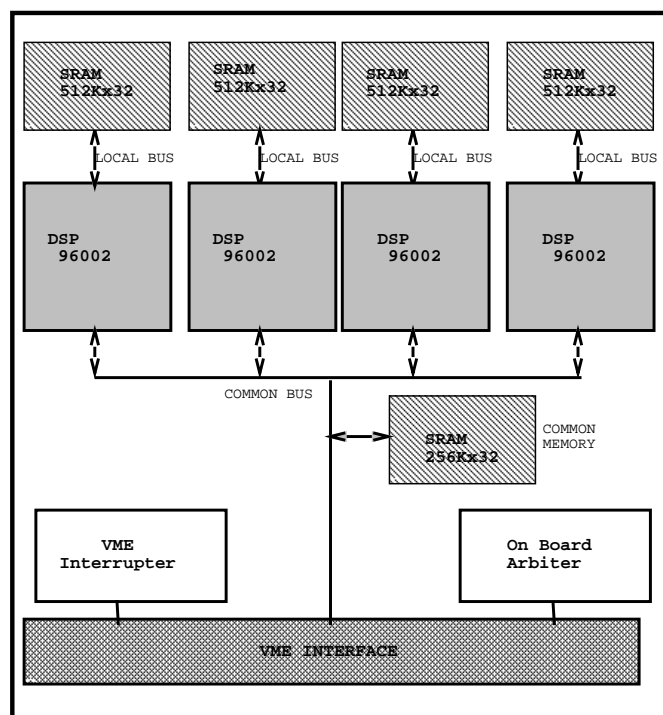 SRAM
512Kx32
SRAM
512Kx32
SRAM
512Kx32
SRAM
512Kx32
LOCAL BUS
LOCAL BUS
LOCAL BUS
LOCAL BUS
DSP
96002
DSP
96002
DSP
96002
DSP
96002
COMMON BUS
SRAM
256Kx32
COMMON
MEMORY
VME
Interrupter
On Board
Arbiter
VME INTERFACE